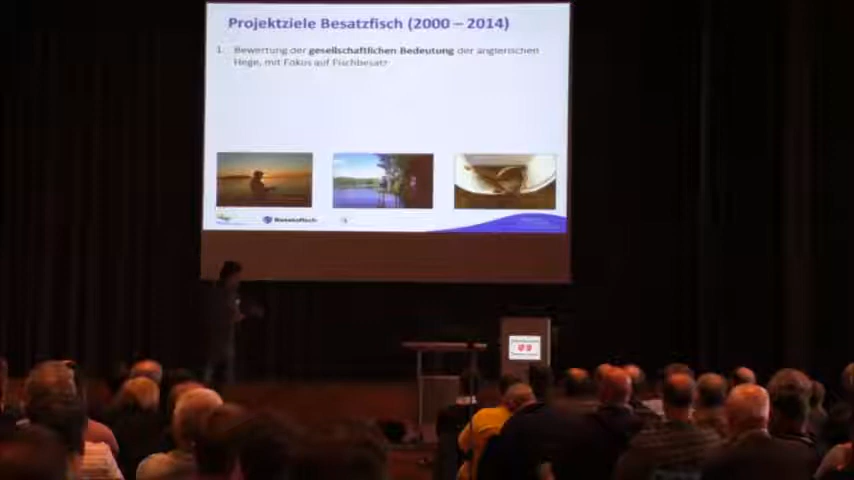 Projektziele Besatzfisch (2000 – 2014)
1. Bewertung der gesellschaftlichen Bedeutung der anglerischen
Hege, mit Fokus auf Fischbesatz
Besatzfisch